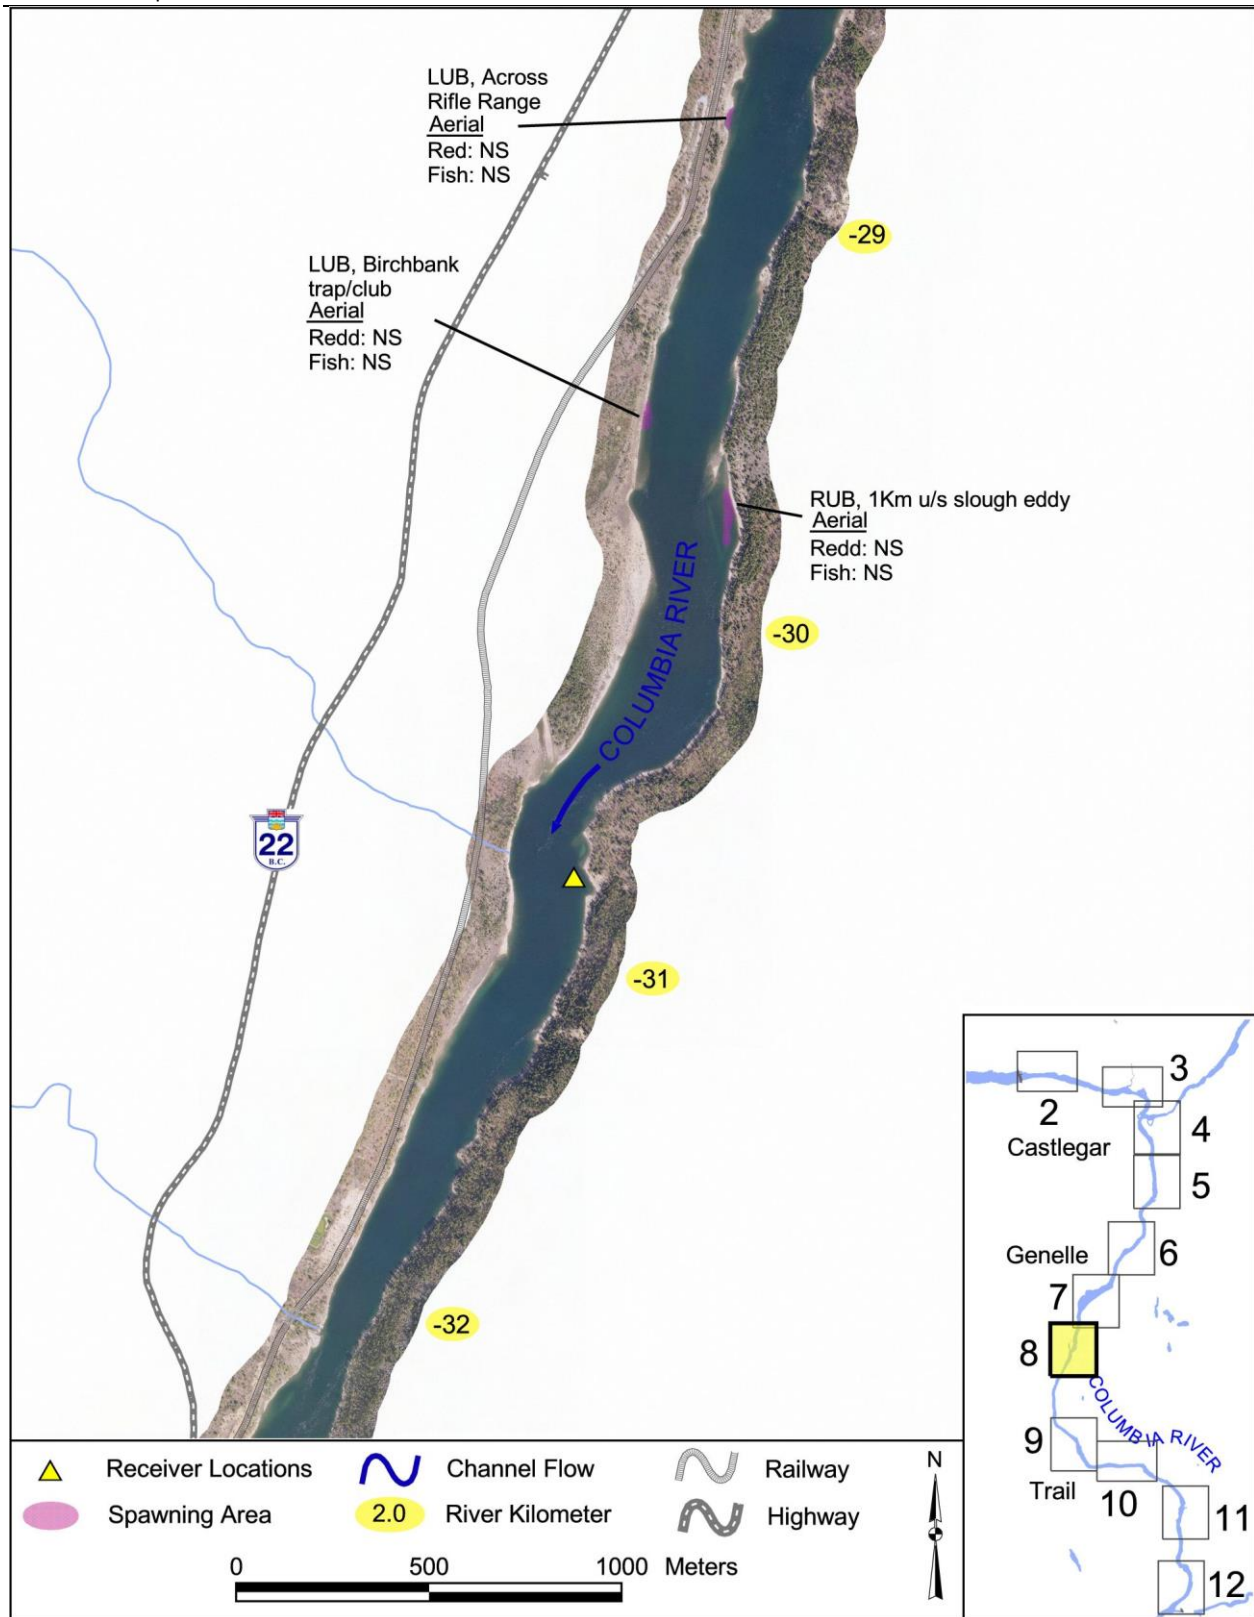 LUB, Across
Rifle Range
Aerial
Red: NS
Fish: NS
-29
LUB, Birchbank
trap/club
Aerial
Redd: NS
Fish: NS
RUB, 1Km u/s slough eddy
Aerial
Redd: NS
Fish: NS
-30
COLUMBIA RIVER
22
B.C.
-31
-32
3
2
4
Castlegar
5
6
Genelle
7
8
COLUMBIA RIVER
9
Trail
10
11
12
Receiver Locations
Channel Flow
Railway
Spawning Area
2.0
River Kilometer
Highway
N
0
500
1000
Meters